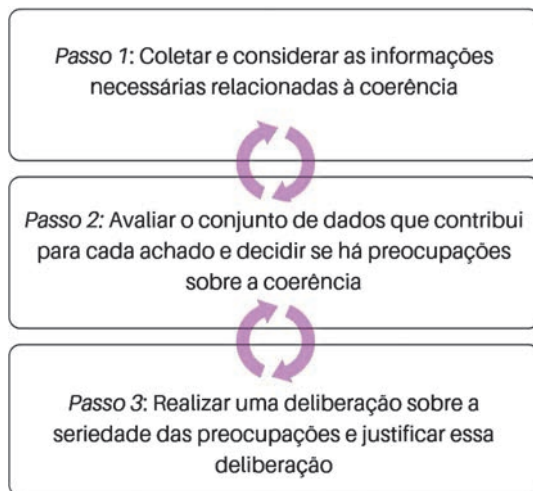 Passo 1: Coletar e considerar as informações
necessárias relacionadas à coerência
Passo 2: Avaliar o conjunto de dados que contribui
para cada achado e decidir se há preocupações
sobre a coerência
Passo 3: Realizar uma deliberação sobre a
seriedade das preocupações e justificar essa
deliberação